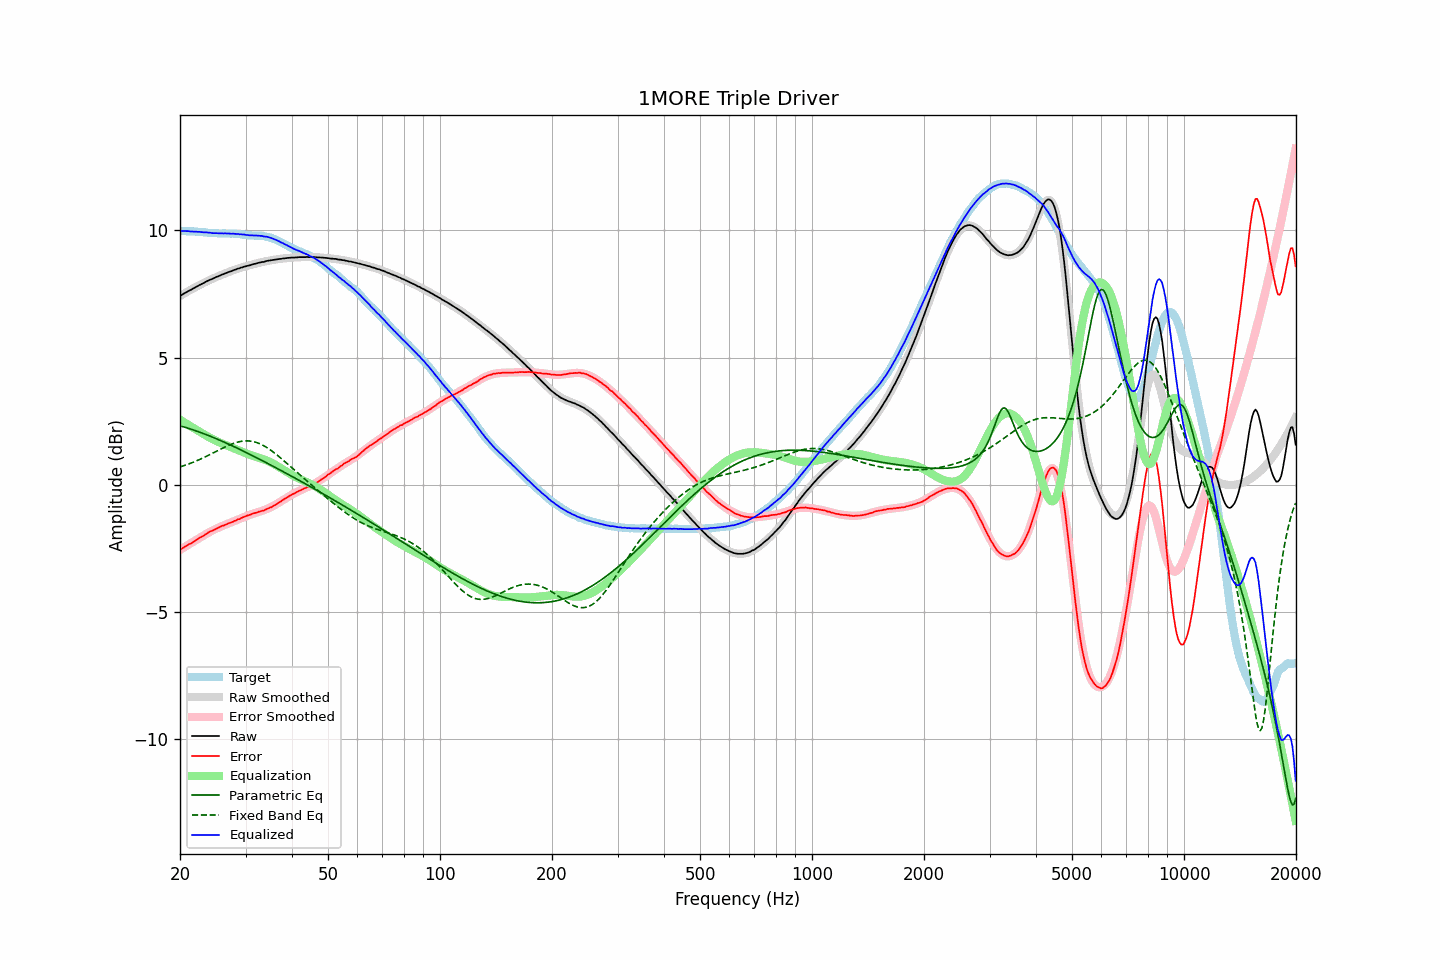 1MORE Triple Driver
Amplitude (dBr)
10
5
0
−5
−10
Target
Raw Smoothed
Error Smoothed
Raw
Error
Equalization
Parametric Eq
Fixed Band Eq
Equalized
20 50 100 200 500 1000 2000 5000 10000 20000
Frequency (Hz)